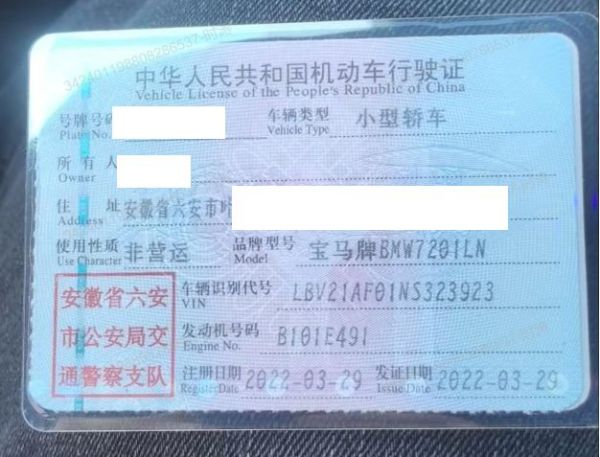 中华人民共和国机动车行驶证
Vehicle License of the People's Republic of China
号牌号码 车辆类型 小型轿车
Plate No. Vehicle Type
所有人
Owner
住 址 安徽省六安市
Address
使用性质 非营运 品牌型号 宝马牌BMW7201LN
Use Character Model
安徽省六安 车辆识别代号 LBV21AF01NS323923
VIN
市公安局交 发动机号码 B101E491
Engine No.
通警察支队 注册日期 2022-03-29 发证日期 2022-03-29
Register Date Issue Date